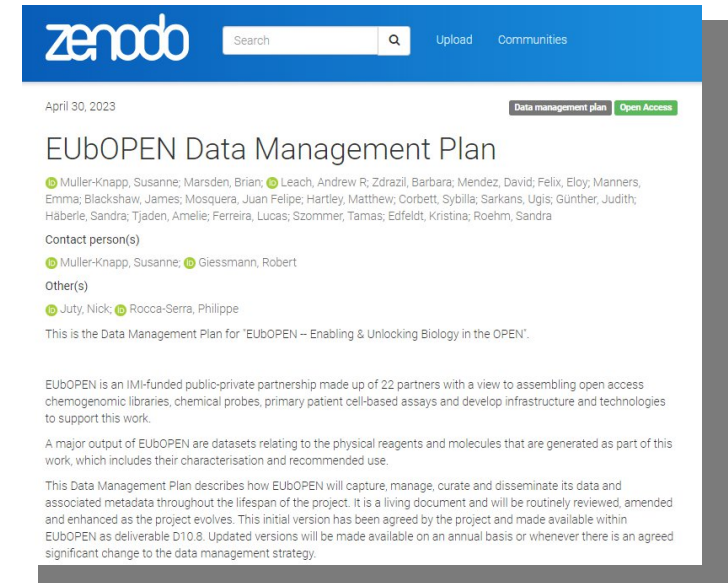 zenodo
Search
Upload
Communities
April 30, 2023
Data management plan
Open Access
EUbOPEN Data Management Plan
iD Muller-Knapp, Susanne; Marsden, Brian; iD Leach, Andrew R; Zdrazil, Barbara; Mendez, David; Felix, Eloy; Manners,
Emma; Blackshaw, James; Mosquera, Juan Felipe; Hartley, Matthew; Corbett, Sybilla; Sarkans, Ugis; Günther, Judith;
Häberle, Sandra; Tjaden, Amelie; Ferreira, Lucas; Szommer, Tamas; Edfeldt, Kristina; Roehm, Sandra
Contact person(s)
iD Muller-Knapp, Susanne; iD Giessmann, Robert
Other(s)
iD Juty, Nick; iD Rocca-Serra, Philippe
This is the Data Management Plan for "EUbOPEN -- Enabling & Unlocking Biology in the OPEN".
EUbOPEN is an IMI-funded public-private partnership made up of 22 partners with a view to assembling open access
chemogenomic libraries, chemical probes, primary patient cell-based assays and develop infrastructure and technologies
to support this work.
A major output of EUbOPEN are datasets relating to the physical reagents and molecules that are generated as part of this
work, which includes their characterisation and recommended use.
This Data Management Plan describes how EUbOPEN will capture, manage, curate and disseminate its data and
associated metadata throughout the lifespan of the project. It is a living document and will be routinely reviewed, amended
and enhanced as the project evolves. This initial version has been agreed by the project and made available within
EUbOPEN as deliverable D10.8. Updated versions will be made available on an annual basis or whenever there is an agreed
significant change to the data management strategy.